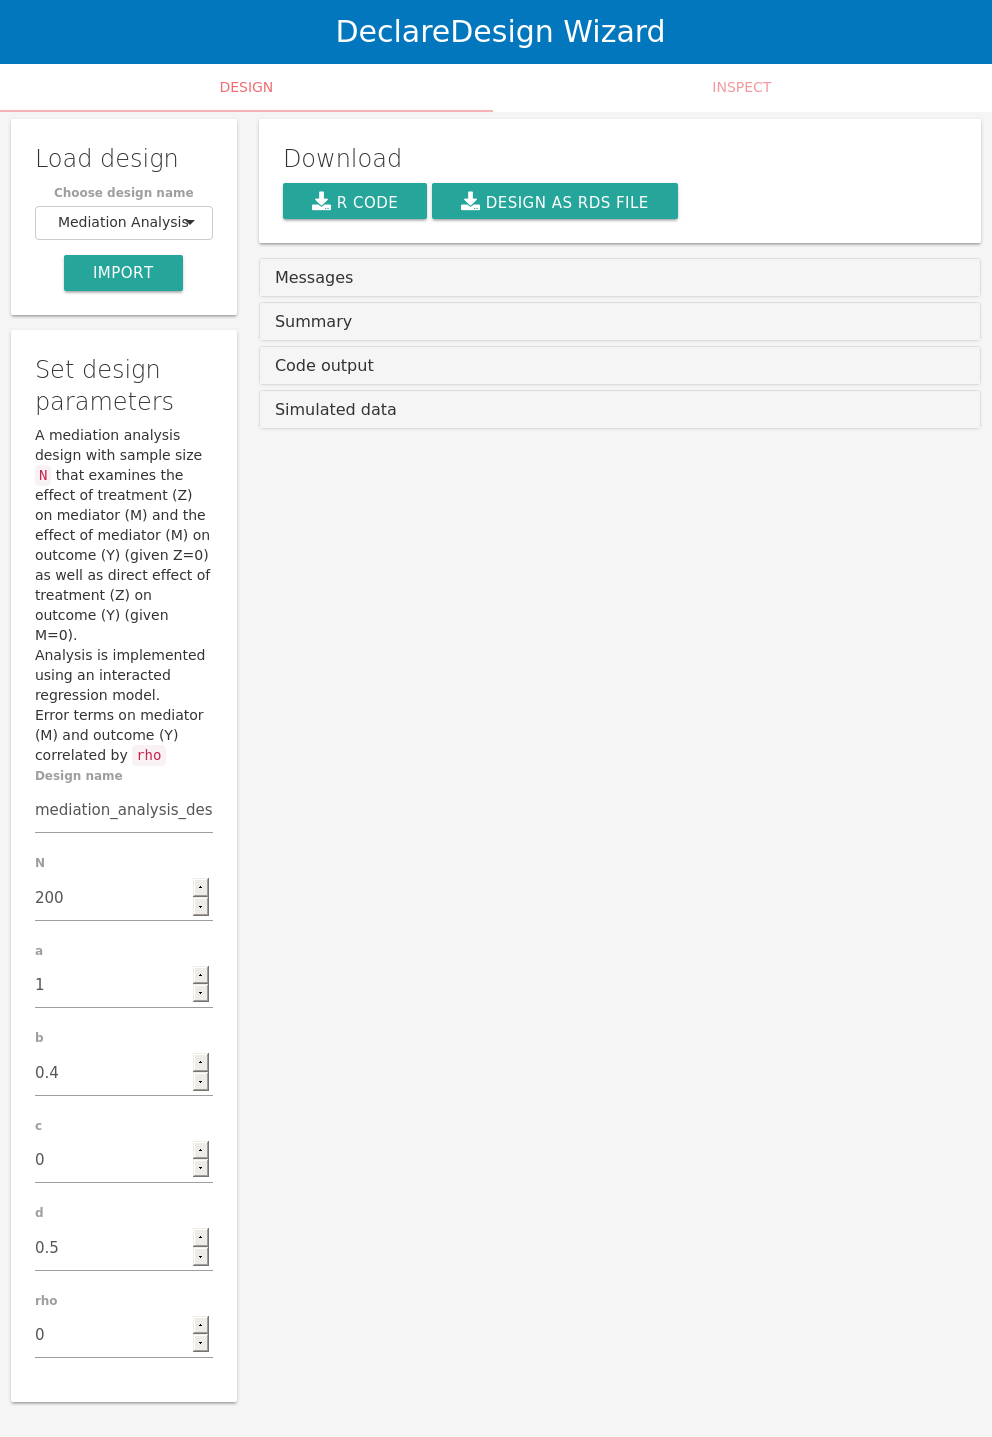 DeclareDesign Wizard
DESIGN
INSPECT
Load design
Choose design name
Mediation Analysis
IMPORT
Set design
parameters
A mediation analysis
design with sample size
N that examines the
effect of treatment (Z)
on mediator (M) and the
effect of mediator (M) on
outcome (Y) (given Z=0)
as well as direct effect of
treatment (Z) on
outcome (Y) (given
M=0).
Analysis is implemented
using an interacted
regression model.
Error terms on mediator
(M) and outcome (Y)
correlated by rho
Design name
mediation_analysis_des
N
200
a
1
b
0.4
c
0
d
0.5
rho
0
Download
R CODE
DESIGN AS RDS FILE
Messages
Summary
Code output
Simulated data